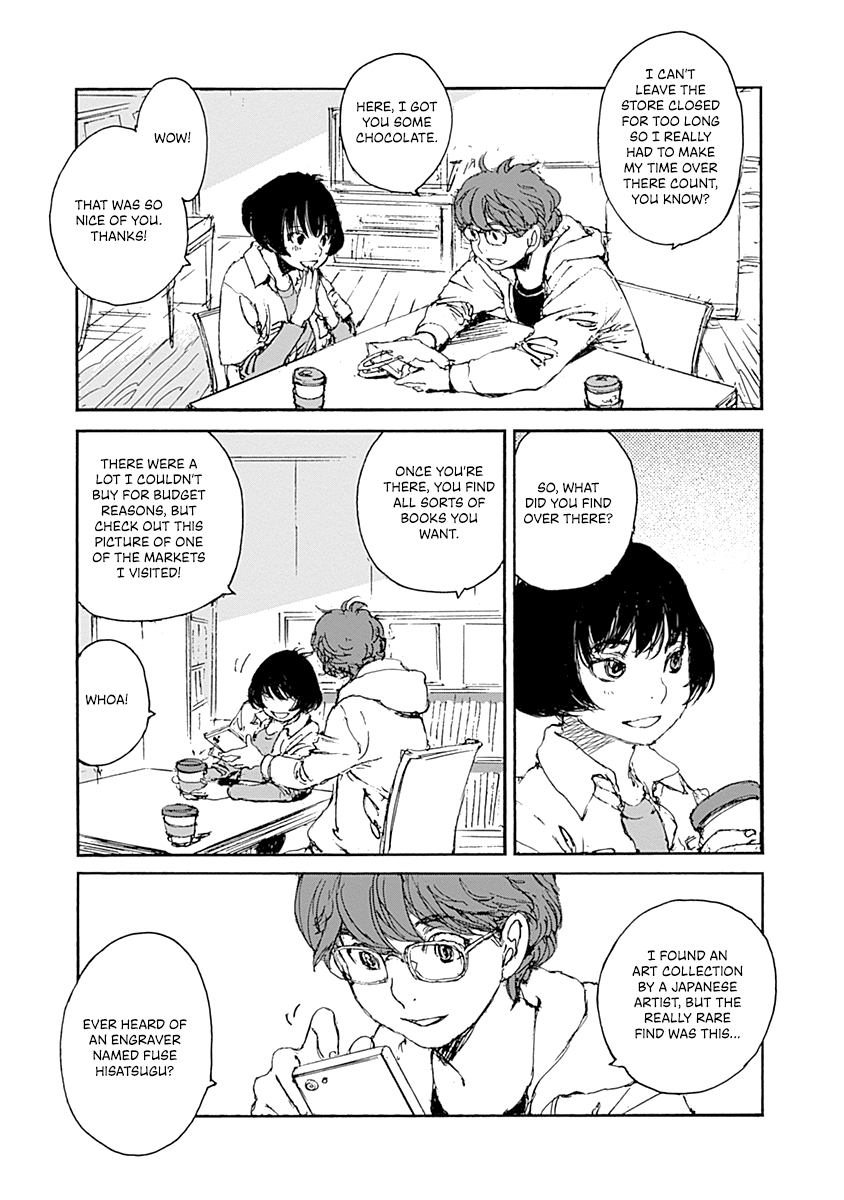 I CAN'T
LEAVE THE
STORE CLOSED
FOR TOO LONG
SO I REALLY
HAD TO MAKE
MY TIME OVER
THERE COUNT,
YOU KNOW?
HERE, I GOT
YOU SOME
CHOCOLATE.
WOW!
THAT WAS SO
NICE OF YOU.
THANKS!
SO, WHAT
DID YOU FIND
OVER THERE?
ONCE YOU'RE
THERE, YOU FIND
ALL SORTS OF
BOOKS YOU
WANT.
THERE WERE A
LOT I COULDN'T
BUY FOR BUDGET
REASONS, BUT
CHECK OUT THIS
PICTURE OF ONE
OF THE MARKETS
I VISITED!
WHOA!
I FOUND AN
ART COLLECTION
BY A JAPANESE
ARTIST, BUT THE
REALLY RARE
FIND WAS THIS...
EVER HEARD OF
AN ENGRAVER
NAMED FUSE
HISATSUGU?